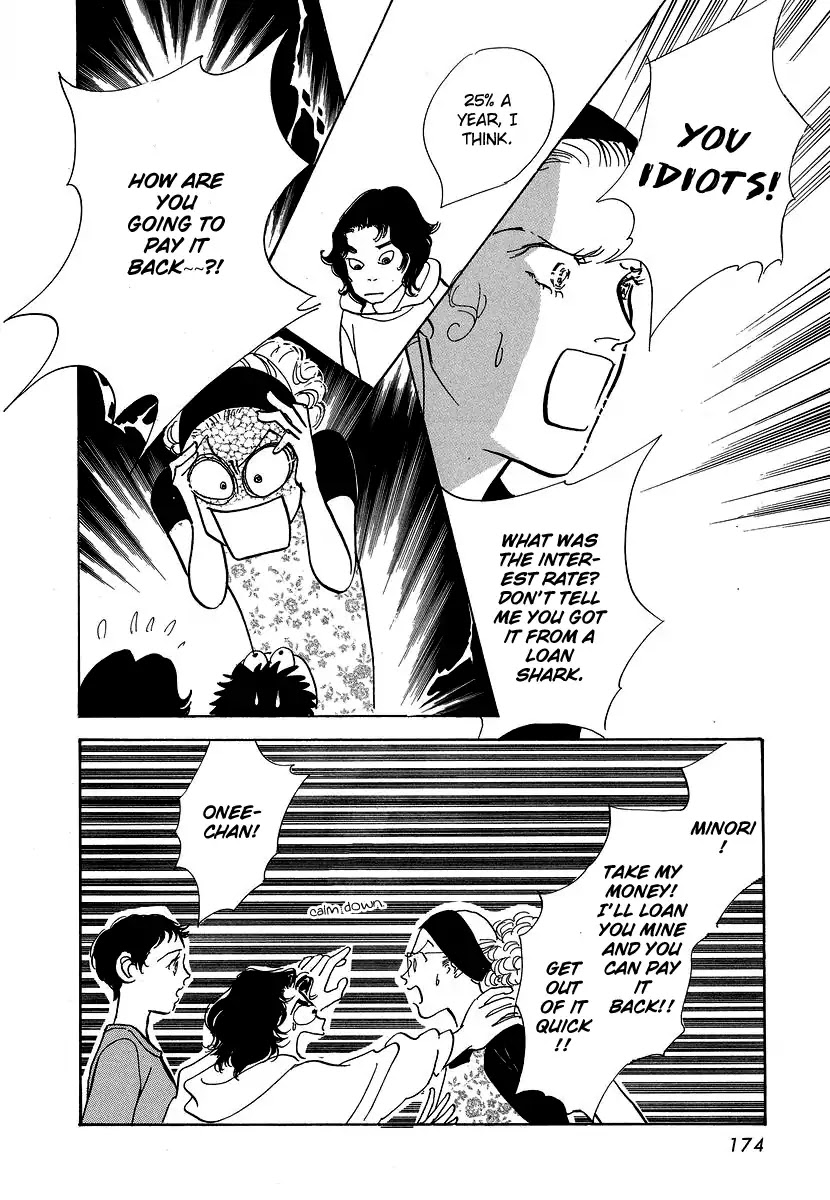 YOU
IDIOTS!
WHAT WAS
THE INTER-
EST RATE?
DON'T TELL
ME YOU GOT
IT FROM A
LOAN
SHARK.
25% A
YEAR, I
THINK.
HOW ARE
YOU
GOING TO
PAY IT
BACK~~?!
MINORI
!
TAKE MY
MONEY!
I'LL LOAN
YOU MINE
AND YOU
CAN PAY
IT
BACK!!
GET
OUT
OF IT
QUICK
!!
calm down.
ONEE-
CHAN!
174